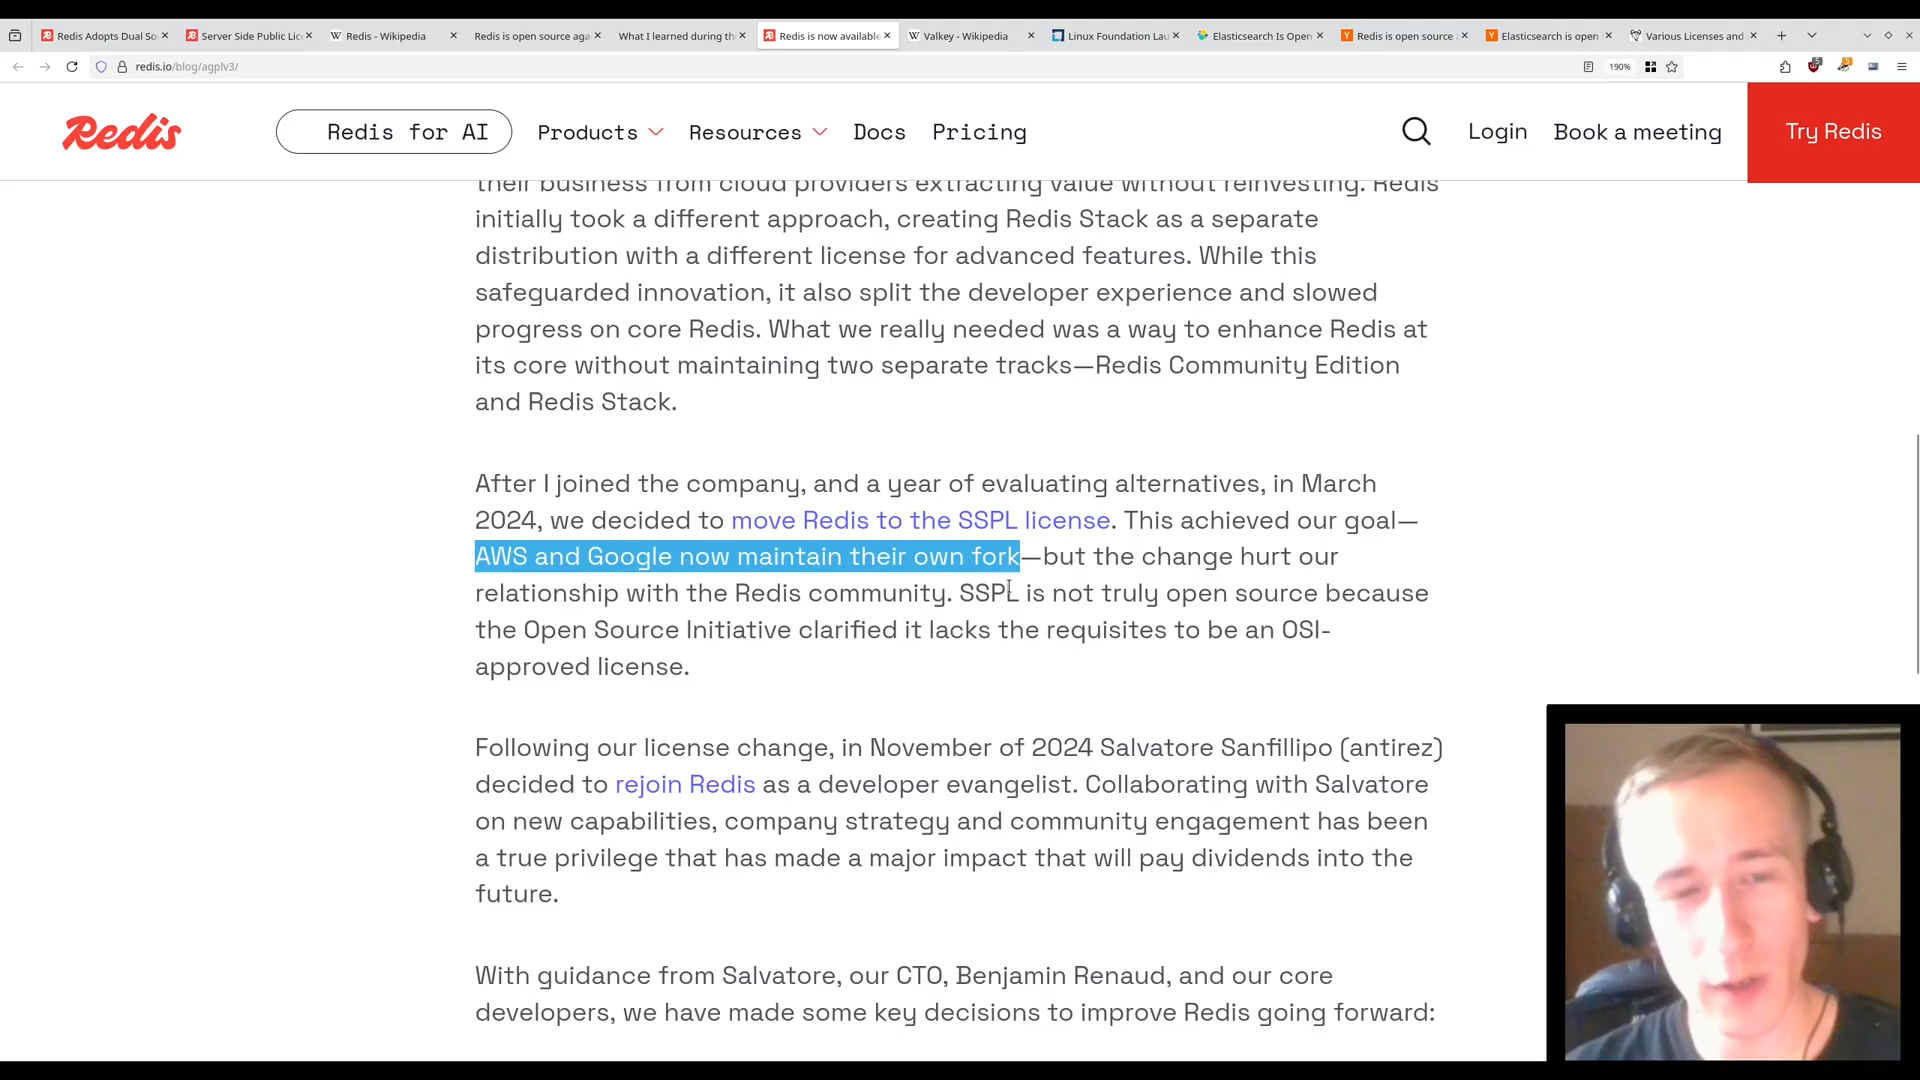 Redis Adopts Dual So
Server Side Public Lic
Redis - Wikipedia
Redis is open source aga
What I learned during th
Redis is now available
Valkey - Wikipedia
Linux Foundation Lau
Elasticsearch Is Open
Redis is open source
Elasticsearch is open
Various Licenses and
redis.io/blog/agplv3/
190%
Redis
Redis for AI
Products
Resources
Docs
Pricing
Login
Book a meeting
Try Redis
their business from cloud providers extracting value without reinvesting. Redis
initially took a different approach, creating Redis Stack as a separate
distribution with a different license for advanced features. While this
safeguarded innovation, it also split the developer experience and slowed
progress on core Redis. What we really needed was a way to enhance Redis at
its core without maintaining two separate tracks—Redis Community Edition
and Redis Stack.
After I joined the company, and a year of evaluating alternatives, in March
2024, we decided to move Redis to the SSPL license. This achieved our goal—
AWS and Google now maintain their own fork—but the change hurt our
relationship with the Redis community. SSPL is not truly open source because
the Open Source Initiative clarified it lacks the requisites to be an OSI-
approved license.
Following our license change, in November of 2024 Salvatore Sanfillipo (antirez)
decided to rejoin Redis as a developer evangelist. Collaborating with Salvatore
on new capabilities, company strategy and community engagement has been
a true privilege that has made a major impact that will pay dividends into the
future.
With guidance from Salvatore, our CTO, Benjamin Renaud, and our core
developers, we have made some key decisions to improve Redis going forward: